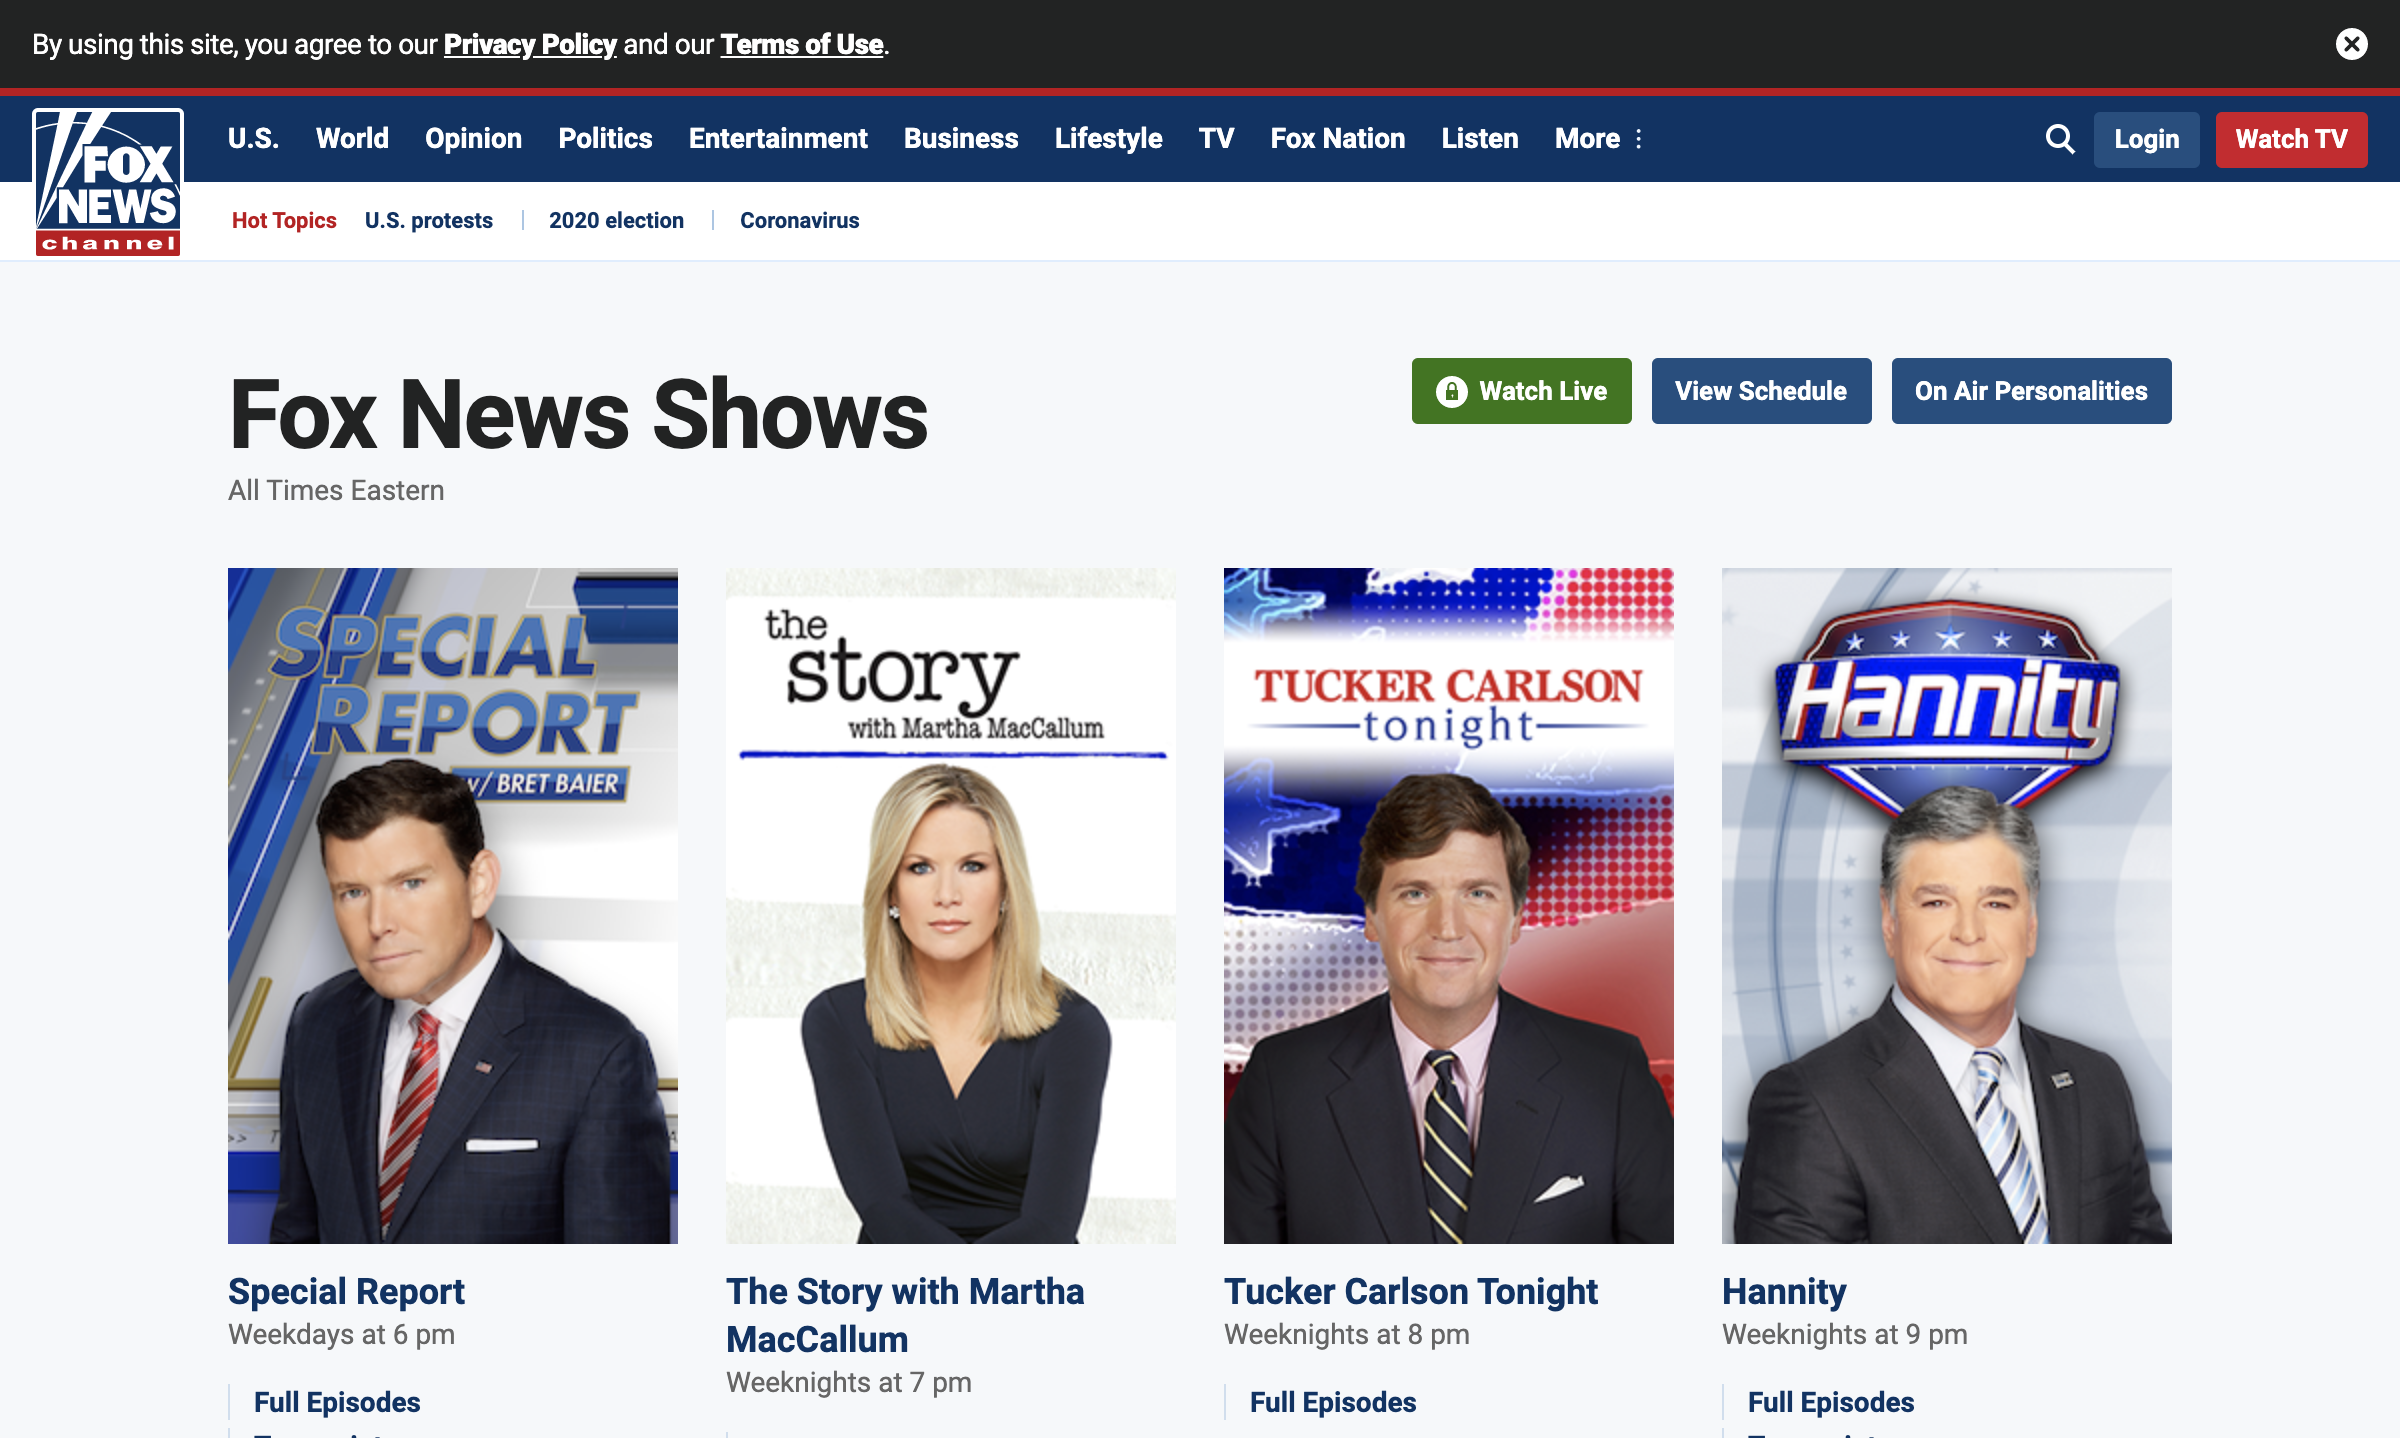 By using this site, you agree to our Privacy Policy and our Terms of Use.
FOX
NEWS
channel
U.S. World Opinion Politics Entertainment Business Lifestyle TV Fox Nation Listen More
Login
Watch TV
Hot Topics U.S. protests 2020 election Coronavirus
Fox News Shows
All Times Eastern
Watch Live
View Schedule
On Air Personalities
SPECIAL
REPORT
w/ BRET BAIER
the
story
with Martha MacCallum
TUCKER CARLSON
tonight
Hannity
Special Report
Weekdays at 6 pm
Full Episodes
The Story with Martha
MacCallum
Weeknights at 7 pm
Tucker Carlson Tonight
Weeknights at 8 pm
Full Episodes
Hannity
Weeknights at 9 pm
Full Episodes